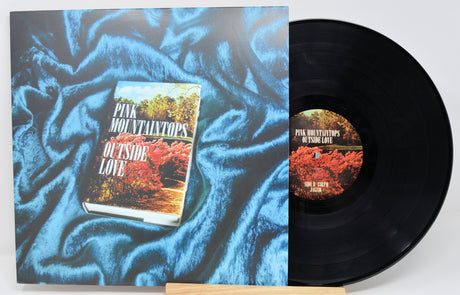 PINK
MOUNTAINTOPS
OUTSIDE
LOVE
PINK MOUNTAINTOPS
OUTSIDE LOVE